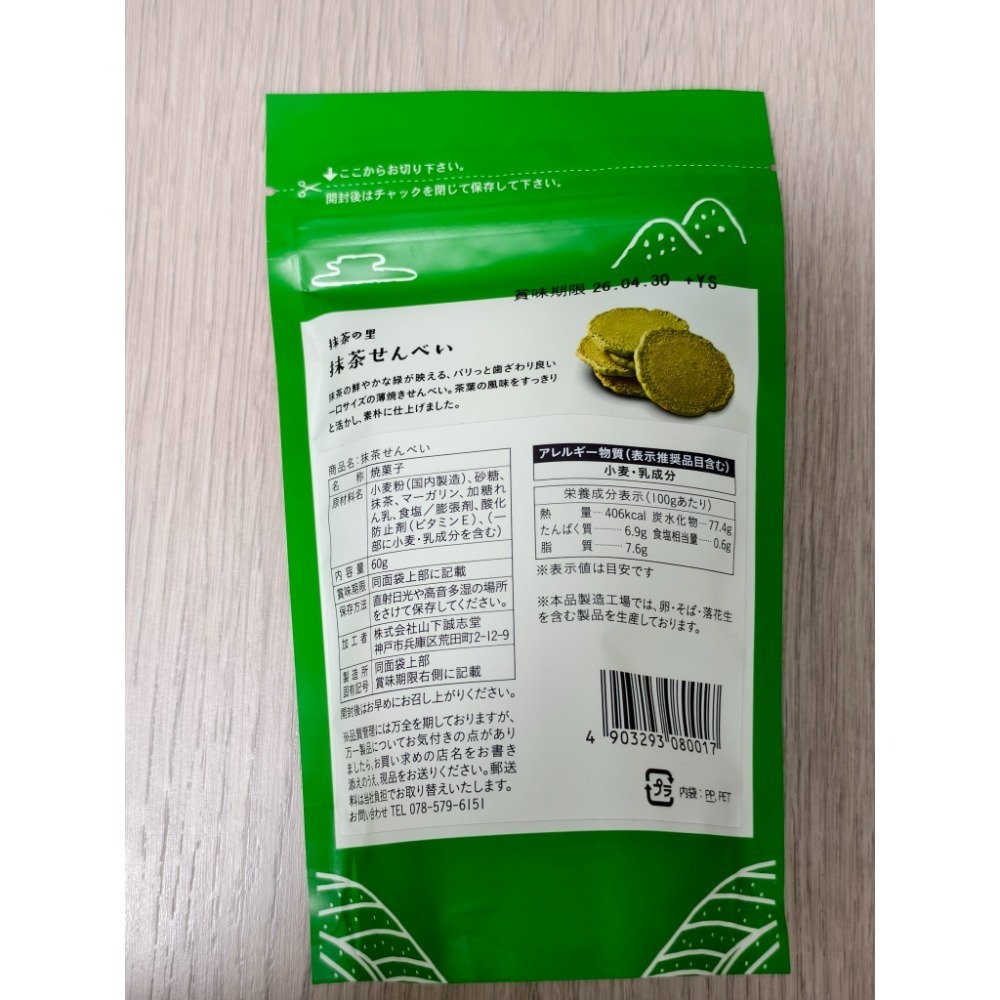 ここからお切り下さい。
開封後はチャックを閉じて保存して下さい。
賞味期限 26.04.30 +YS
抹茶の里
抹茶せんべい
抹茶の鮮やかな緑が映える、パリっと歯ざわり良い
一口サイズの薄焼きせんべい。茶葉の風味をすっきり
と活かし、素朴に仕上げました。
商品名:抹茶せんべい
名称 焼菓子
原材料名 小麦粉(国内製造)、砂糖、
抹茶、マーガリン、加糖れ
ん乳、食塩/膨張剤、酸化
防止剤(ビタミンE)、(一
部に小麦・乳成分を含む)
内容量 60g
賞味期限 同面袋上部に記載
保存方法 直射日光や高音多湿の場所
をさけて保存してください。
加工者 株式会社山下誠志堂
神戸市兵庫区荒田町2-12-9
製造所
固有記号 同面袋上部
賞味期限右側に記載
開封後はお早めにお召し上がりください。
※品質管理には万全を期しておりますが、
万一製品についてお気付きの点があり
ましたら、お買い求めの店名をお書き
添えのうえ、現品をお送りください。郵送
料は当社負担でお取り替えいたします。
お問い合わせ TEL 078-579-6151
アレルギー物質(表示推奨品目含む)
小麦・乳成分
栄養成分表示(100gあたり)
熱量……406kcal 炭水化物……77.4g
たんぱく質……6.9g 食塩相当量……0.6g
脂質……7.6g
※表示値は目安です
※本品製造工場では、卵・そば・落花生
を含む製品を生産しております。
4 903293 080017
プラ 内袋:PP, PET